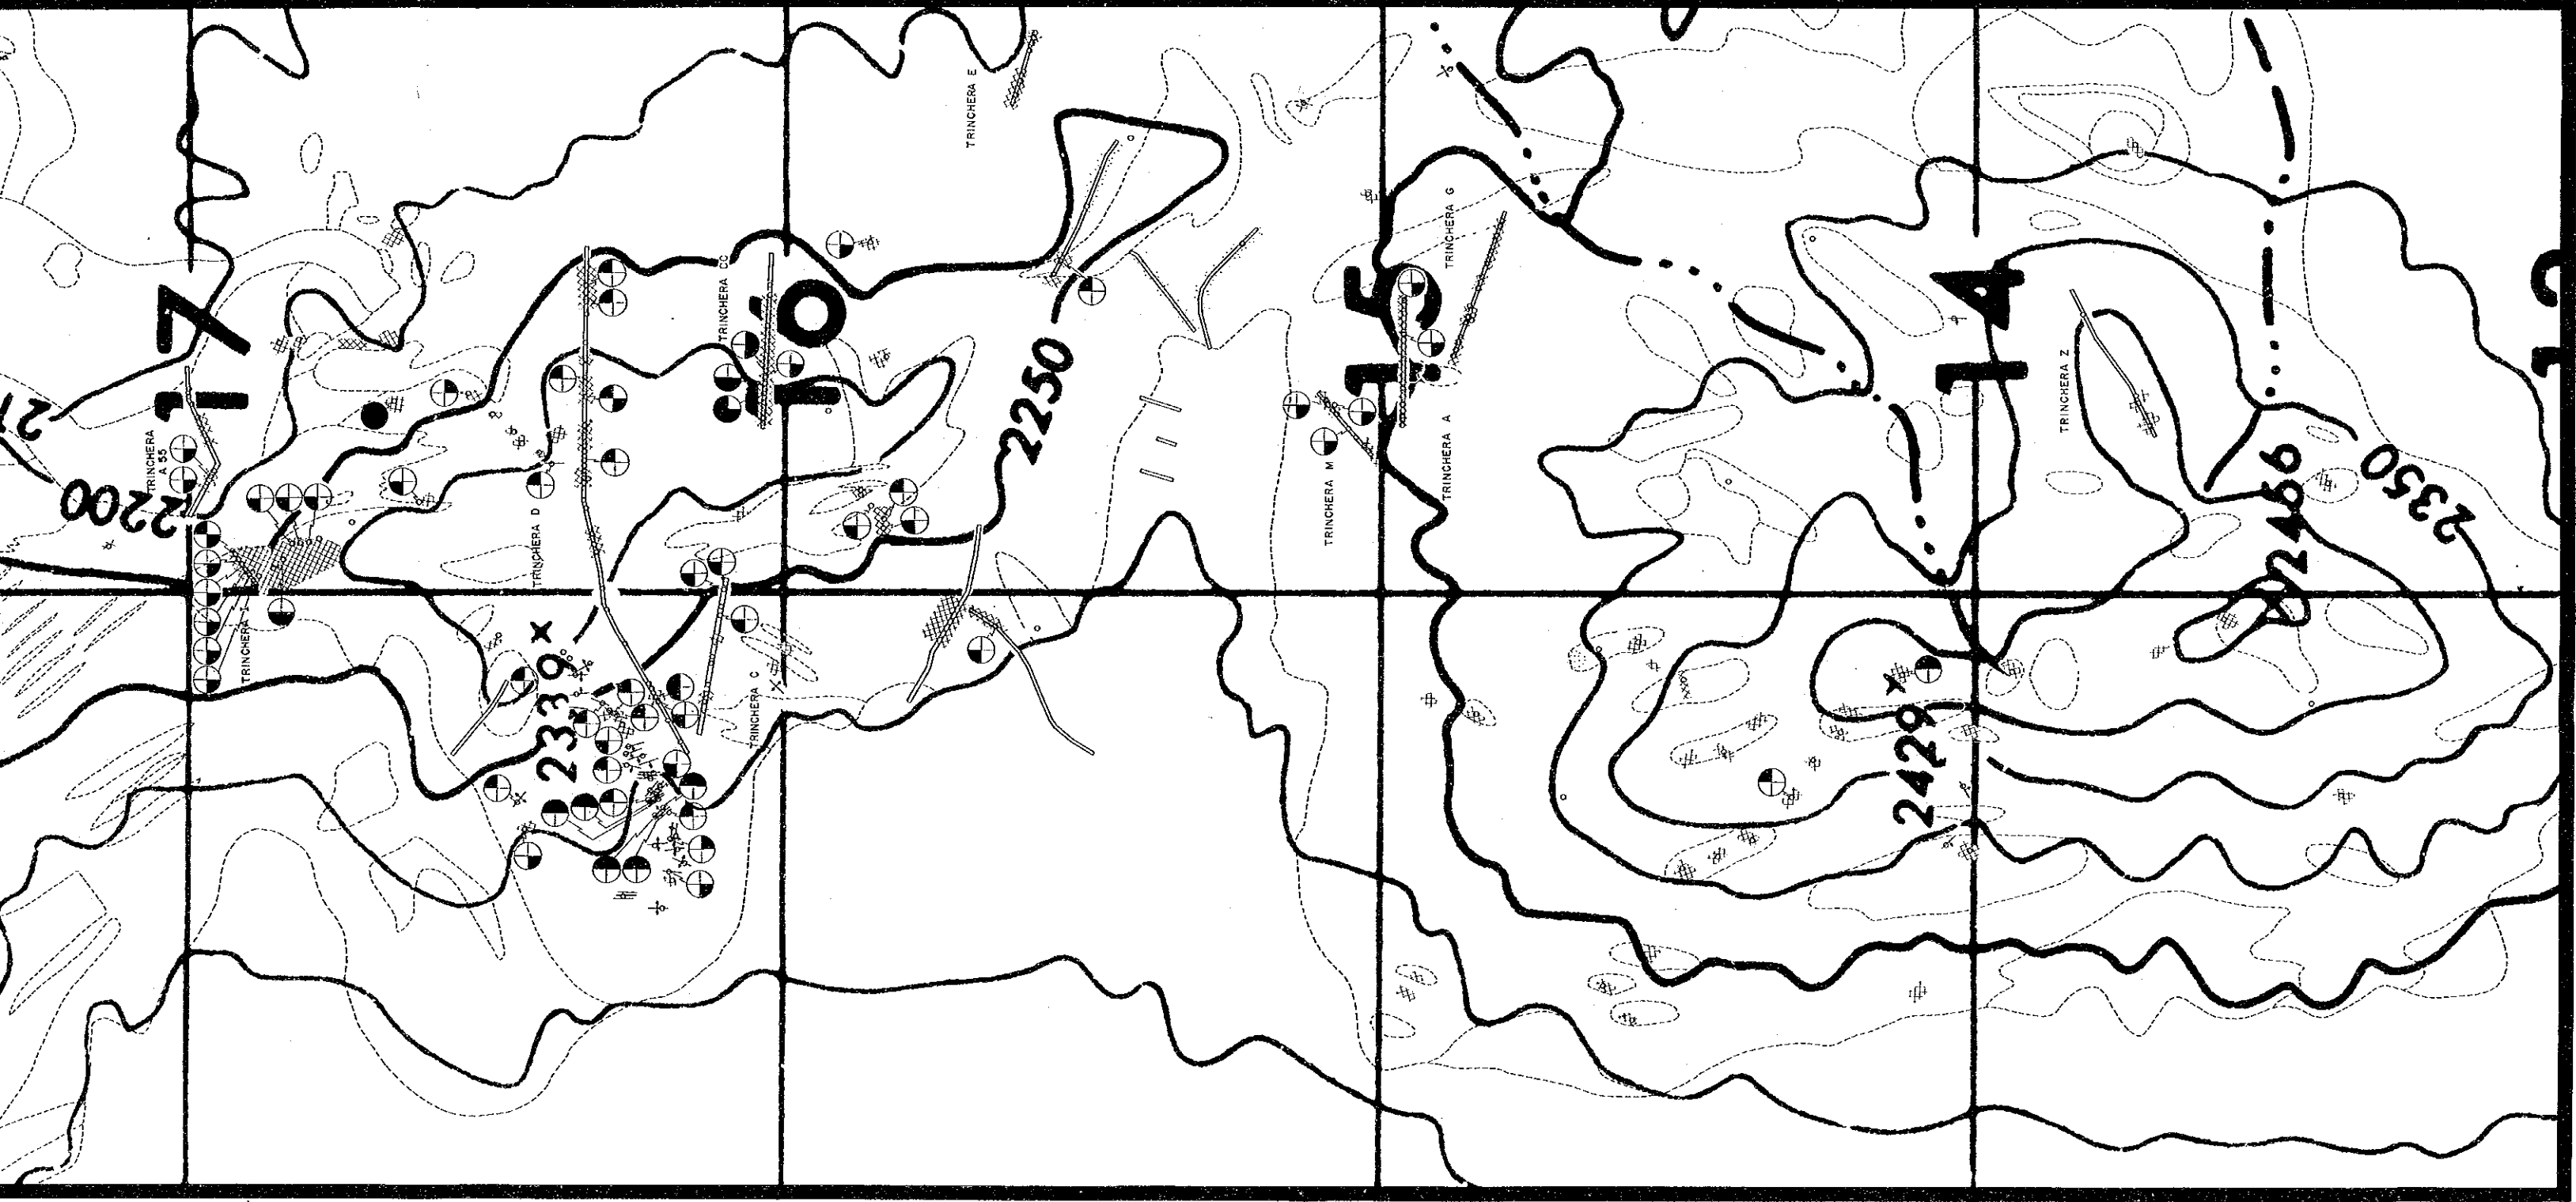 TRINCHERA E
TRINCHERA G
TRINCHERA CC
17
16
15
14
2250
TRINCHERA A 55
TRINCHERA M
TRINCHERA A
TRINCHERA Z
2200
TRINCHERA D
2466
2350
TRINCHERA
2339
TRINCHERA C
2429